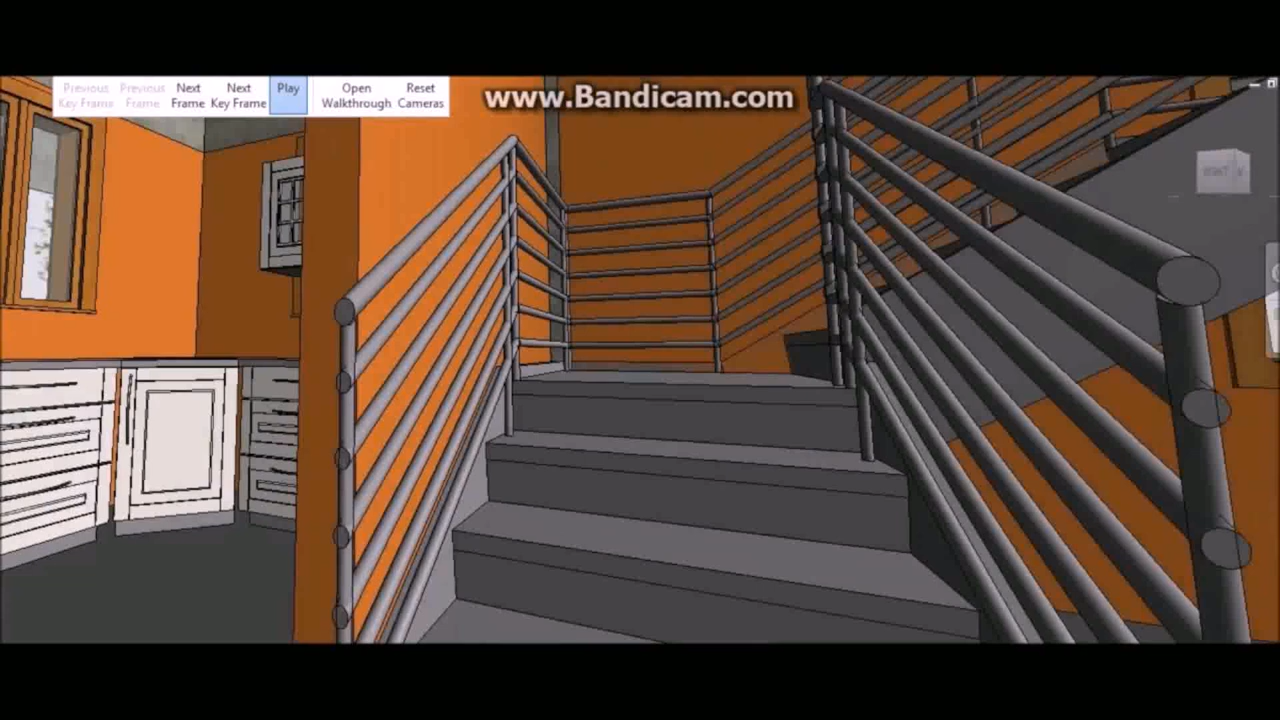 Previous Key Frame
Previous Frame
Next Frame
Next Key Frame
Play
Open Walkthrough
Reset Cameras
www.Bandicam.com